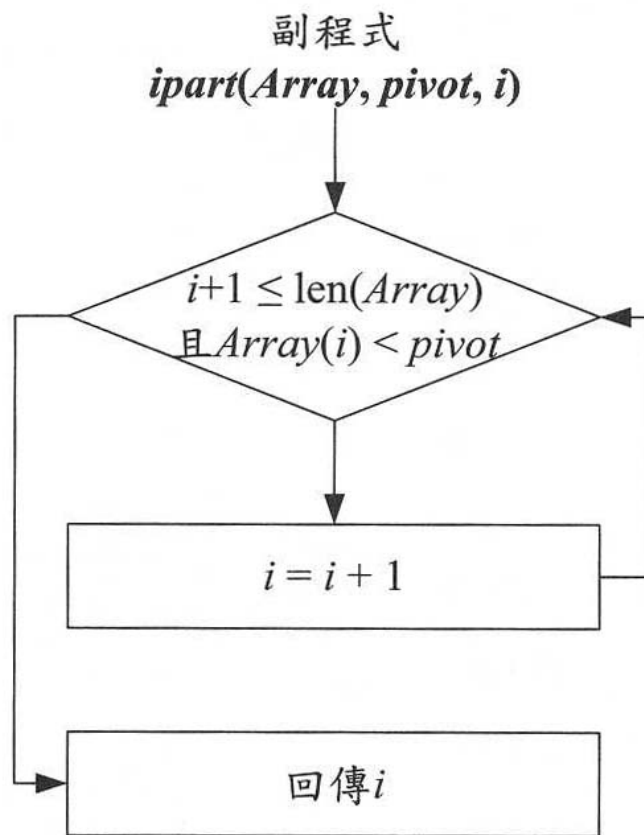 副程式
ipart(Array, pivot, i)
i+1 ≤ len(Array)
且Array(i) < pivot
i = i + 1
回傳i